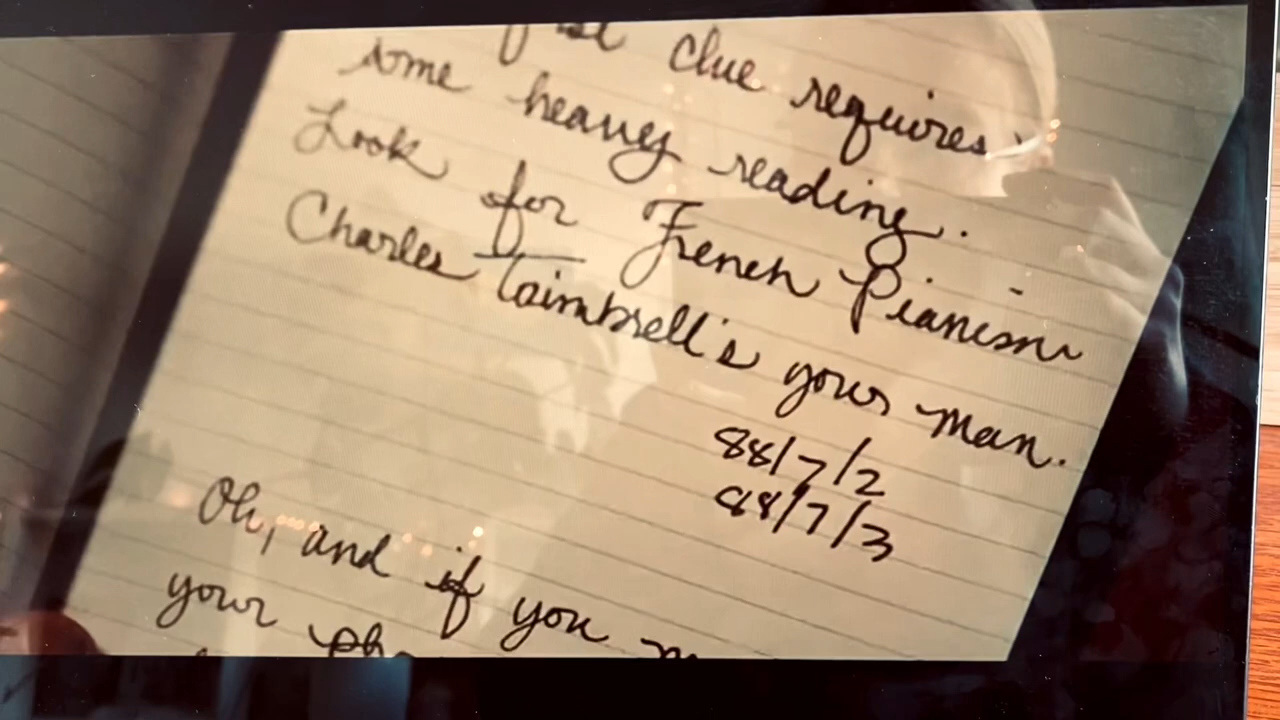 clue requires
some heavy reading.
Look for French Pianism
Charles Timbrell's your man.
88/7/2
88/7/3
Oh, and if you
your